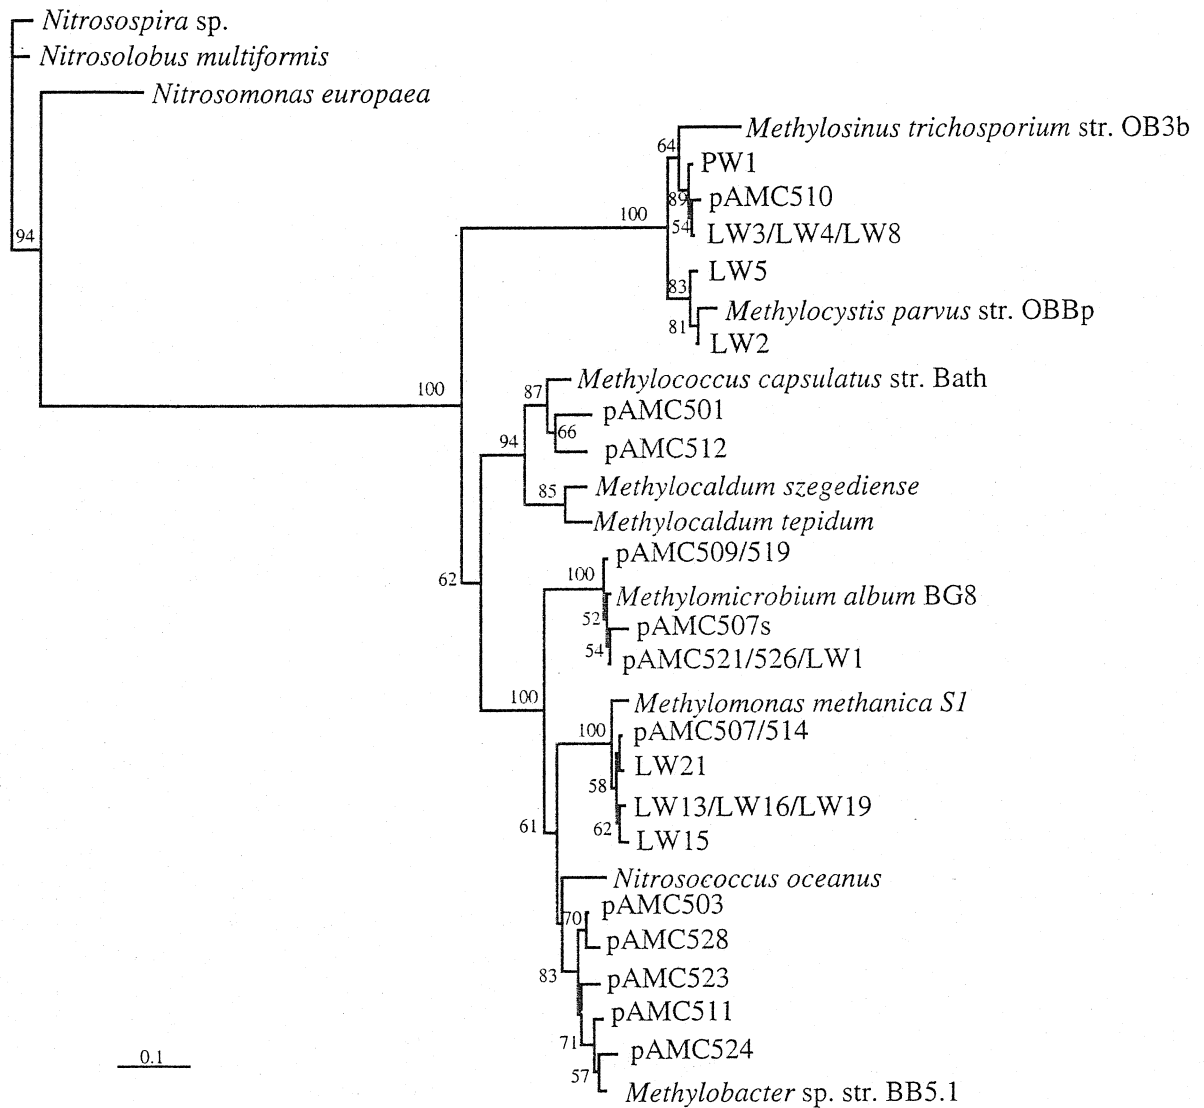 Nitrosospira sp.
Nitrosolobus multiformis
Nitrosomonas europaea
Methylosinus trichosporium str. OB3b
64
PW1
89
pAMC510
100
54
LW3/LW4/LW8
94
LW5
83
Methylocystis parvus str. OBBp
81
LW2
Methylococcus capsulatus str. Bath
87
100
pAMC501
66
94
pAMC512
Methylocaldum szegediense
85
Methylocaldum tepidum
pAMC509/519
100
62
Methylomicrobium album BG8
52
pAMC507s
54
pAMC521/526/LW1
100
Methylomonas methanica S1
100
pAMC507/514
LW21
58
LW13/LW16/LW19
61
62
LW15
Nitrosococcus oceanus
70
pAMC503
pAMC528
83
pAMC523
pAMC511
71
pAMC524
0.1
57
Methylobacter sp. str. BB5.1